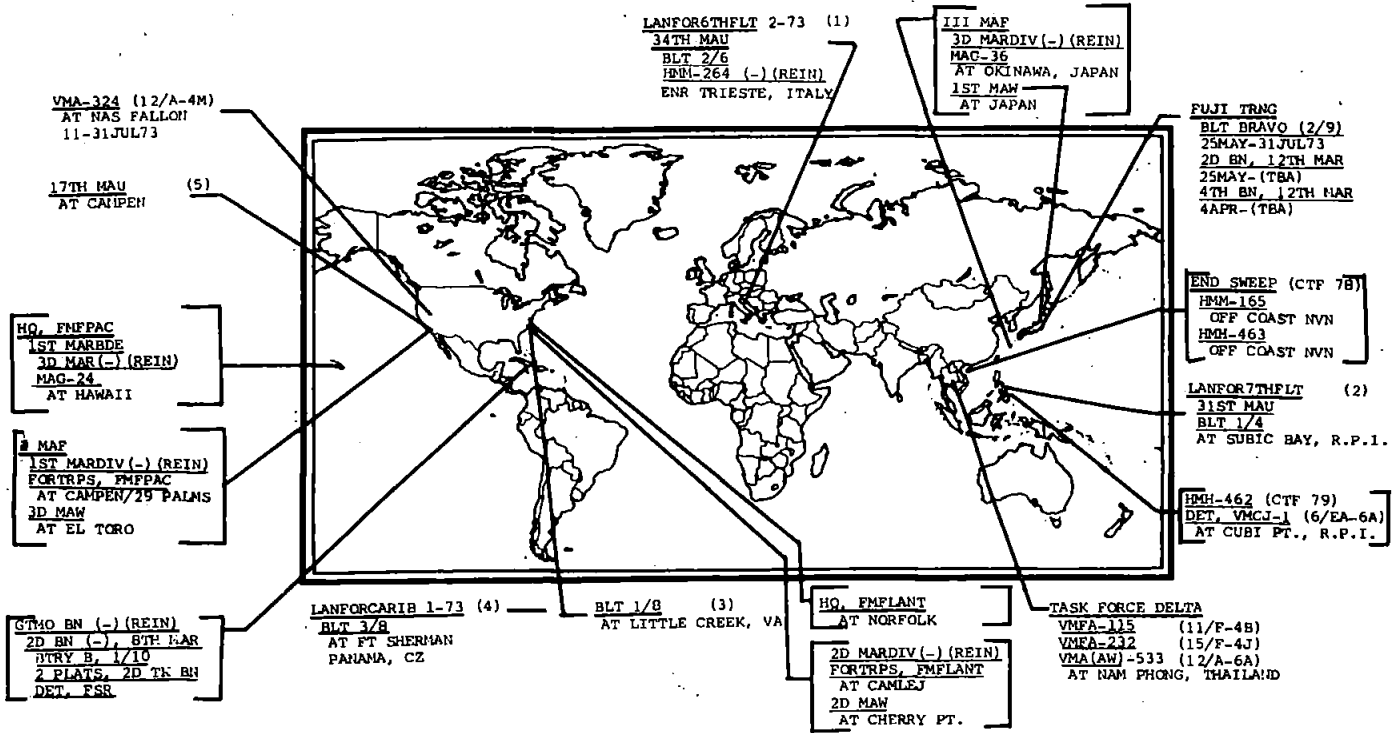 LANFOR6THFLT 2-73 (1)
34TH MAU
BLT 2/6
HMM-264 (-)(REIN)
ENR TRIESTE, ITALY
III MAF
3D MARDIV(-)(REIN)
MAG-36
AT OKINAWA, JAPAN
1ST MAW
AT JAPAN
VMA-324 (12/A-4M)
AT NAS FALLON
11-31JUL73
17TH MAU (5)
AT CAMPEN
FUJI TRNG
BLT BRAVO (2/9)
25MAY-31JUL73
2D BN, 12TH MAR
25MAY-(TBA)
4TH BN, 12TH MAR
4APR-(TBA)
END SWEEP (CTF 78)
HMM-165
OFF COAST NVN
HMH-463
OFF COAST NVN
HQ, FMFPAC
1ST MARBDE
3D MAR(-)(REIN)
MAG-24
AT HAWAII
LANFOR7THFLT (2)
31ST MAU
BLT 1/4
AT SUBIC BAY, R.P.I.
MAF
1ST MARDIV(-)(REIN)
FORTRPS, FMFPAC
AT CAMPEN/29 PALMS
3D MAW
AT EL TORO
HMH-462 (CTF 79)
DET, VMCJ-1 (6/EA-6A)
AT CUBI PT., R.P.I.
GTMO BN (-)(REIN)
2D BN (-), 8TH MAR
BTRY B, 1/10
2 PLATS, 2D TK BN
DET, FSR
LANFORCARIB 1-73 (4)
BLT 3/8
AT FT SHERMAN
PANAMA, CZ
BLT 1/8 (3)
AT LITTLE CREEK, VA
HQ, FMFLANT
AT NORFOLK
2D MARDIV(-)(REIN)
FORTRPS, FMFLANT
AT CAMLEJ
2D MAW
AT CHERRY PT.
TASK FORCE DELTA
VMFA-115 (11/F-4B)
VMFA-232 (15/F-4J)
VMA(AW)-533 (12/A-6A)
AT NAM PHONG, THAILAND